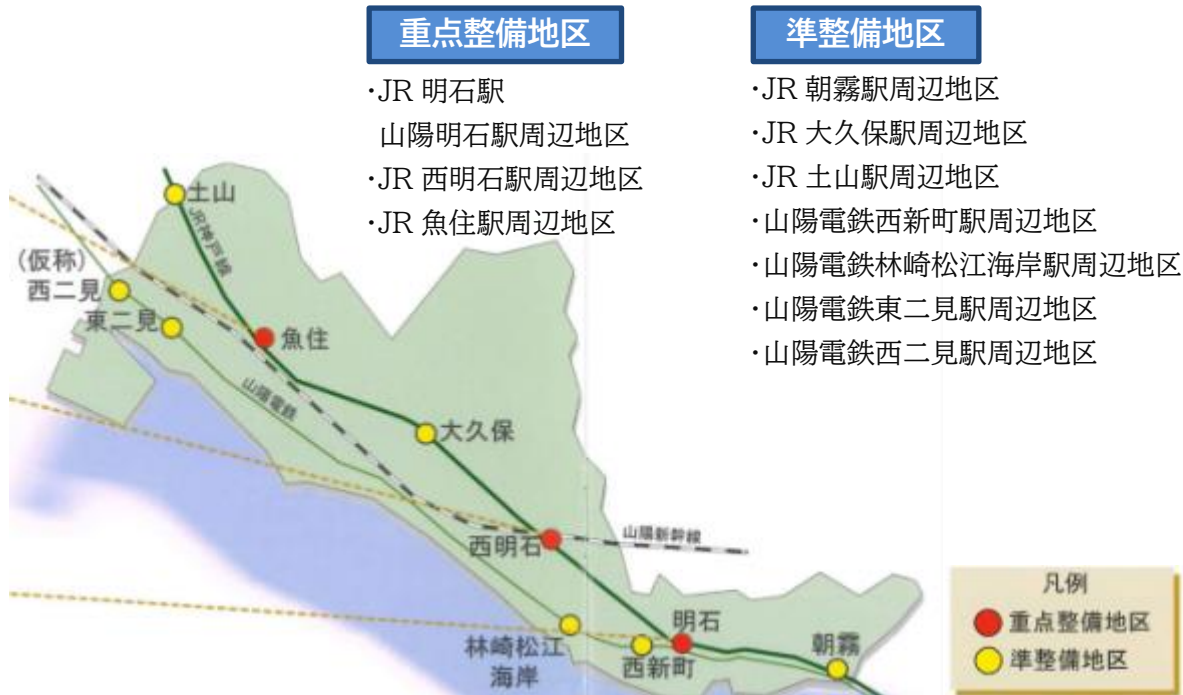 重点整備地区
・JR 明石駅
山陽明石駅周辺地区
・JR 西明石駅周辺地区
・JR 魚住駅周辺地区
準整備地区
・JR 朝霧駅周辺地区
・JR 大久保駅周辺地区
・JR 土山駅周辺地区
・山陽電鉄西新町駅周辺地区
・山陽電鉄林崎松江海岸駅周辺地区
・山陽電鉄東二見駅周辺地区
・山陽電鉄西二見駅周辺地区
土山
JR神戸線
(仮称)
西二見
東二見
魚住
山陽電鉄
大久保
西明石
山陽新幹線
林崎松江
海岸
西新町
明石
朝霧
凡例
重点整備地区
準整備地区